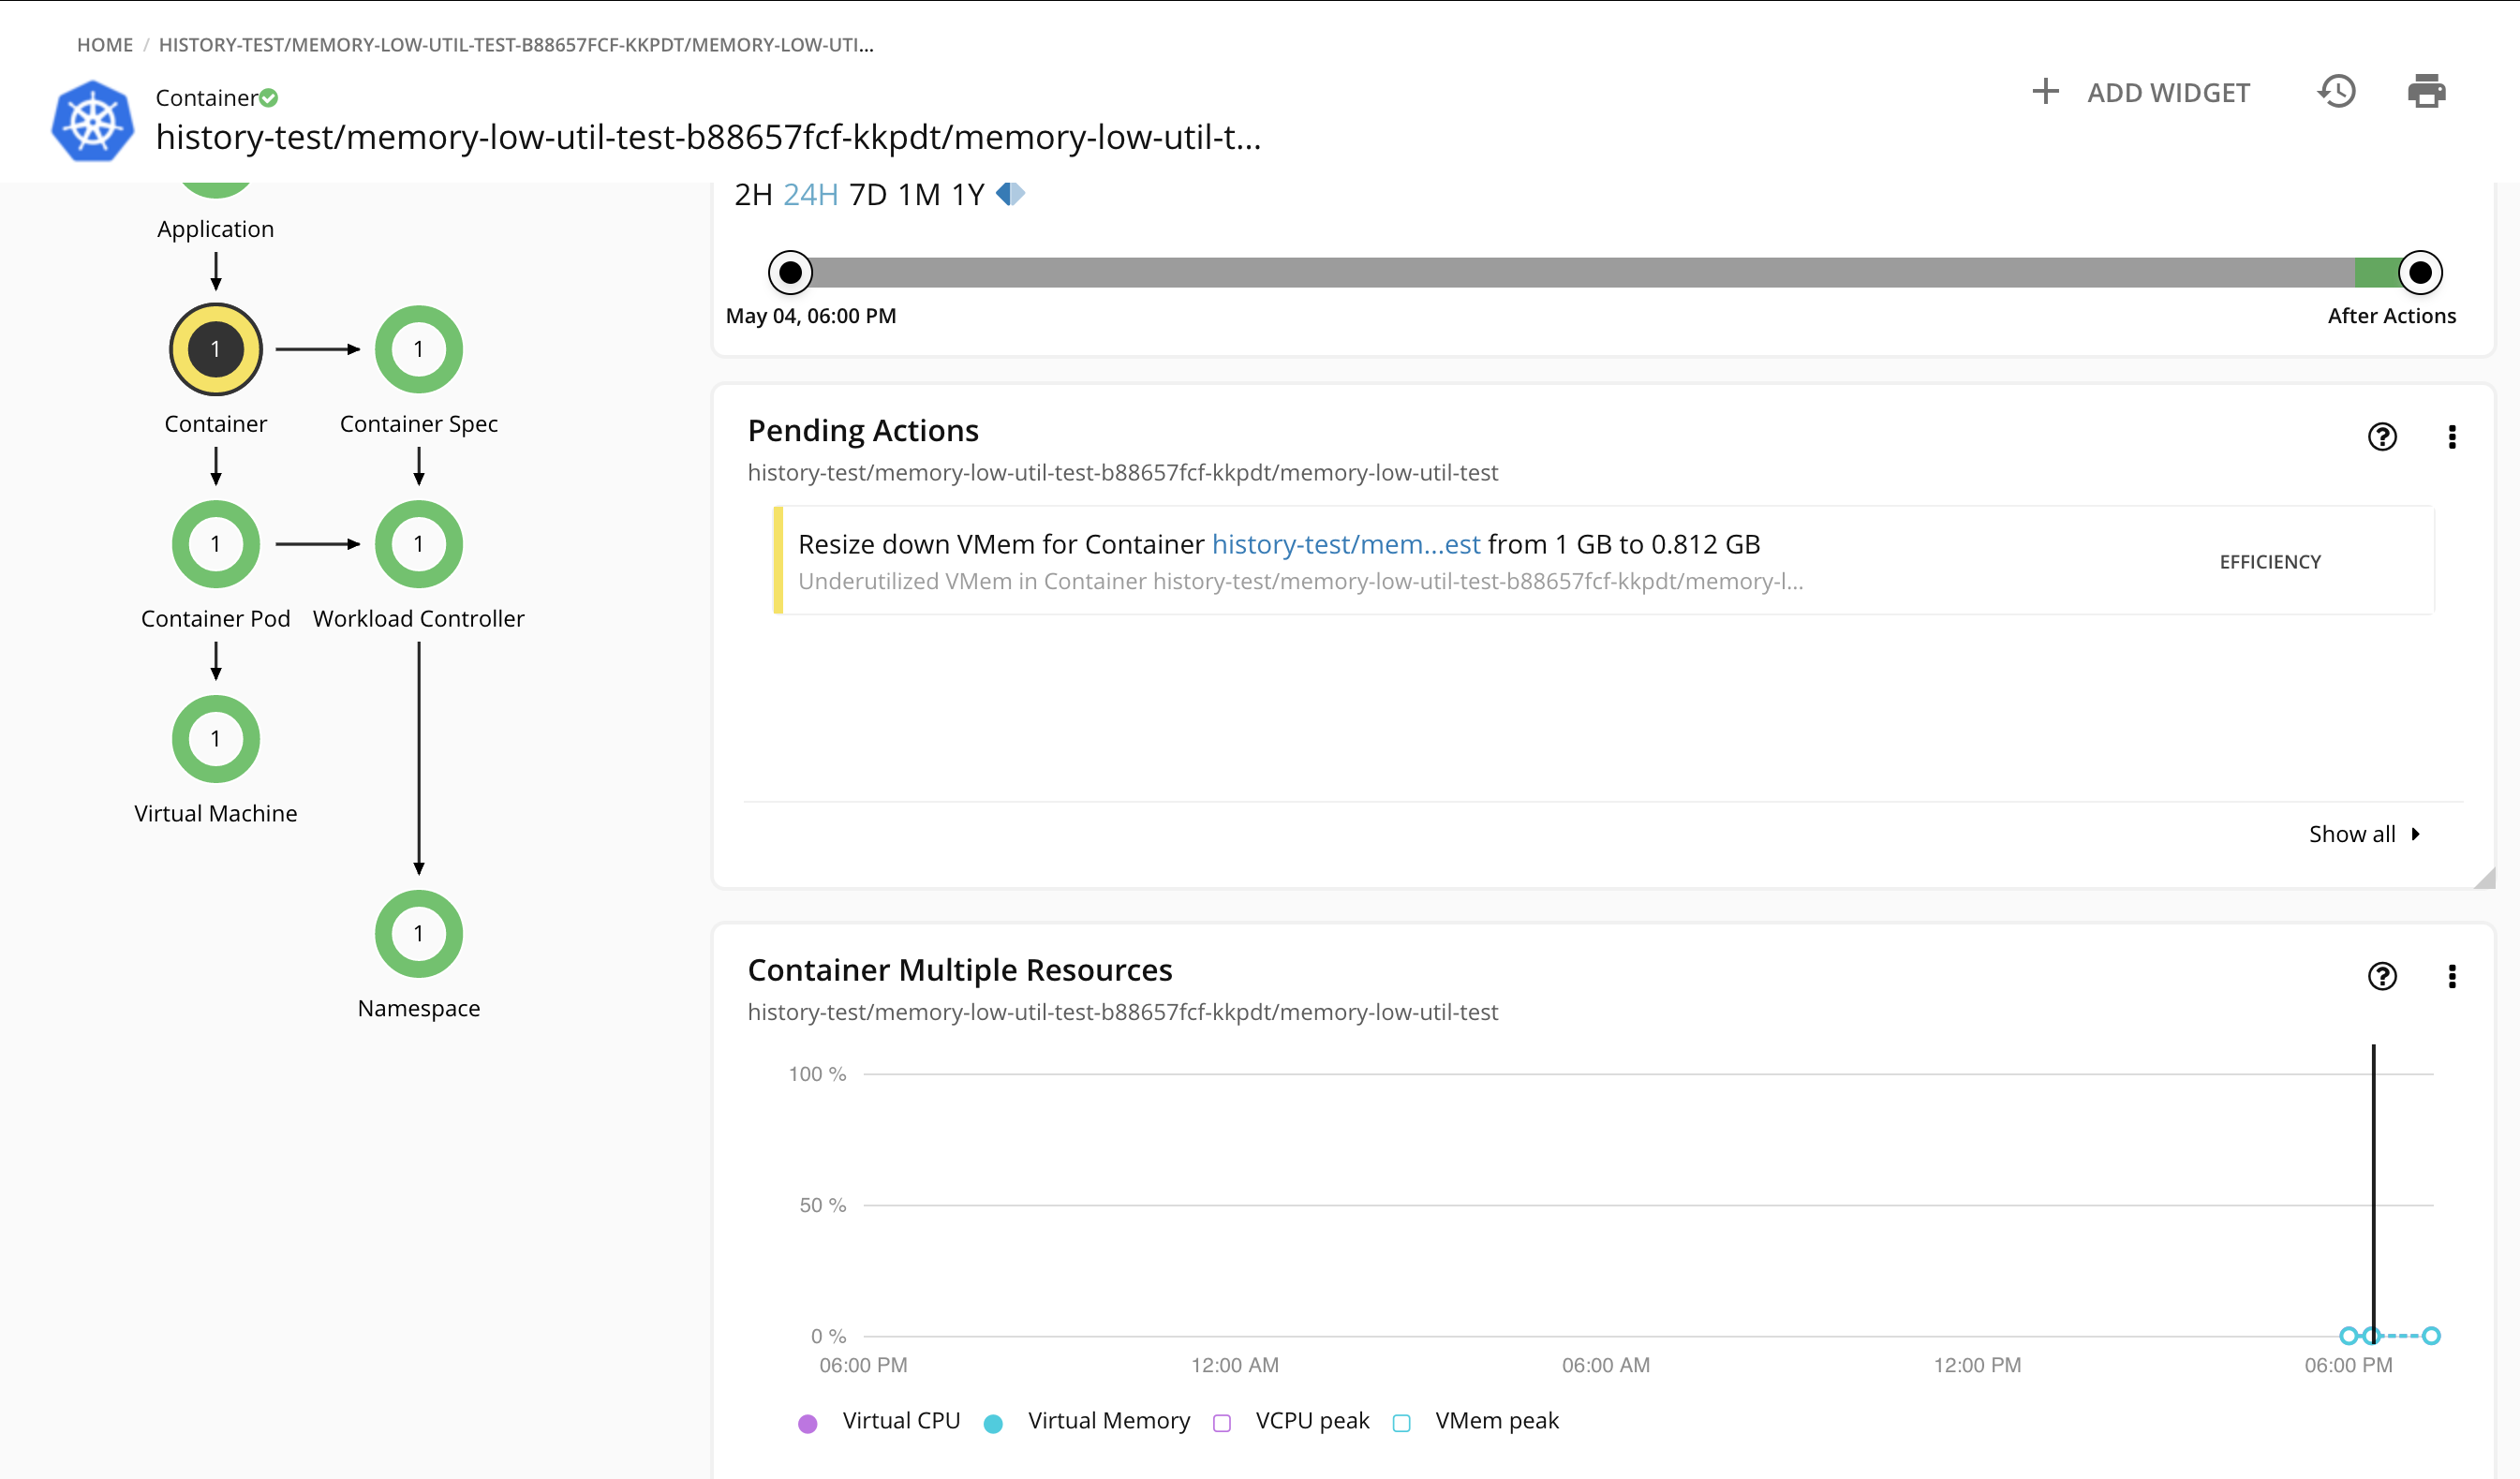 HOME / HISTORY-TEST/MEMORY-LOW-UTIL-TEST-B88657FCF-KKPDT/MEMORY-LOW-UTI...
Container
history-test/memory-low-util-test-b88657fcf-kkpdt/memory-low-util-t...
+ ADD WIDGET
Application
1
Container
1
Container Spec
1
Container Pod
1
Workload Controller
1
Virtual Machine
1
Namespace
2H 24H 7D 1M 1Y
May 04, 06:00 PM
After Actions
Pending Actions
history-test/memory-low-util-test-b88657fcf-kkpdt/memory-low-util-test
Resize down VMem for Container history-test/mem...est from 1 GB to 0.812 GB
Underutilized VMem in Container history-test/memory-low-util-test-b88657fcf-kkpdt/memory-l...
EFFICIENCY
Show all
Container Multiple Resources
history-test/memory-low-util-test-b88657fcf-kkpdt/memory-low-util-test
100 %
50 %
0 %
06:00 PM 12:00 AM 06:00 AM 12:00 PM 06:00 PM
Virtual CPU Virtual Memory VCPU peak VMem peak